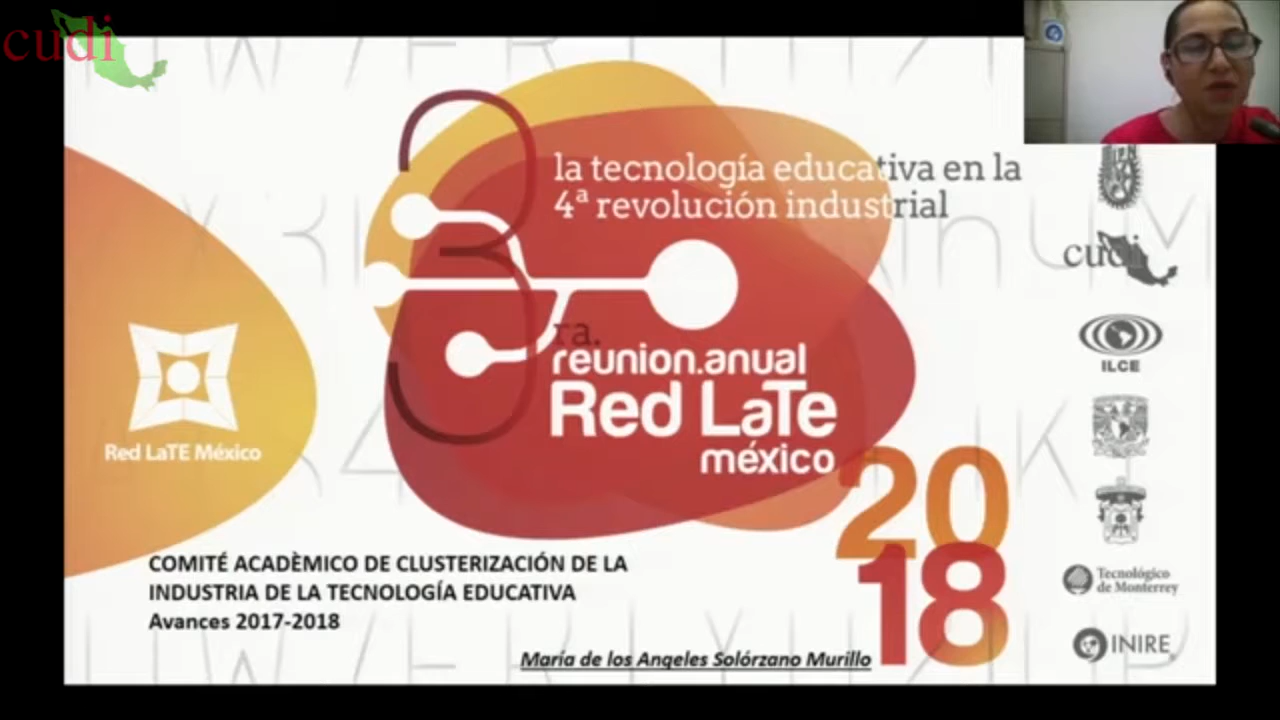 cudi
la tecnología educativa en la
4ª revolución industrial
3
ra.
reunion.anual
Red LaTe
méxico
Red LaTE México
2018
COMITÉ ACADÈMICO DE CLUSTERIZACIÓN DE LA
INDUSTRIA DE LA TECNOLOGÍA EDUCATIVA
Avances 2017-2018
María de los Angeles Solórzano Murillo
cudi
ILCE
Tecnológico
de Monterrey
INIRE